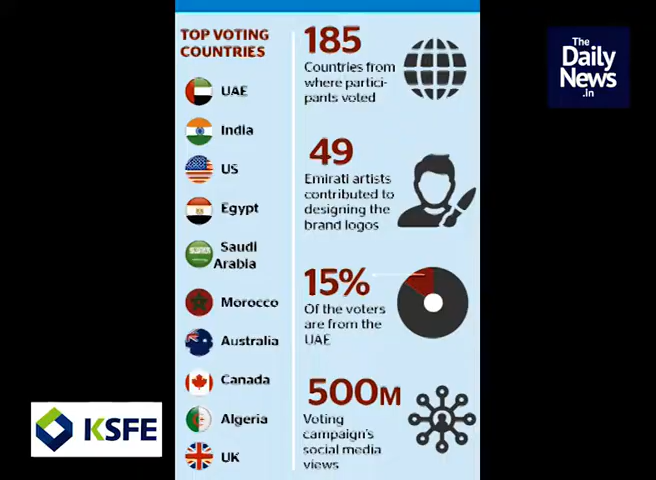 TOP VOTING
COUNTRIES
UAE
India
US
Egypt
Saudi
Arabia
Morocco
Australia
Canada
Algeria
UK
185
Countries from
where partici-
pants voted
49
Emirati artists
contributed to
designing the
brand logos
15%
Of the voters
are from the
UAE
500M
Voting
campaign's
social media
views
The
Daily
News
.in
KSFE